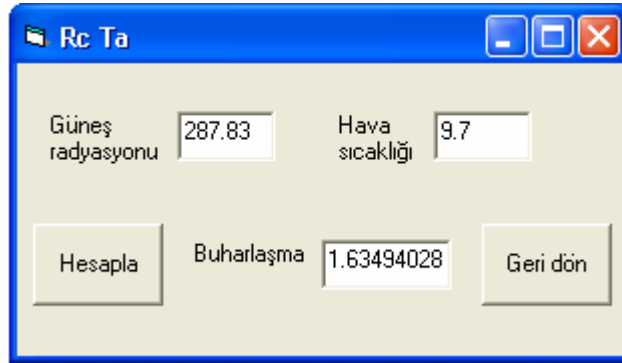 Rc Ta
Güneş
radyasyonu
287.83
Hava
sıcaklığı
9.7
Hesapla
Buharlaşma
1.63494028
Geri dön